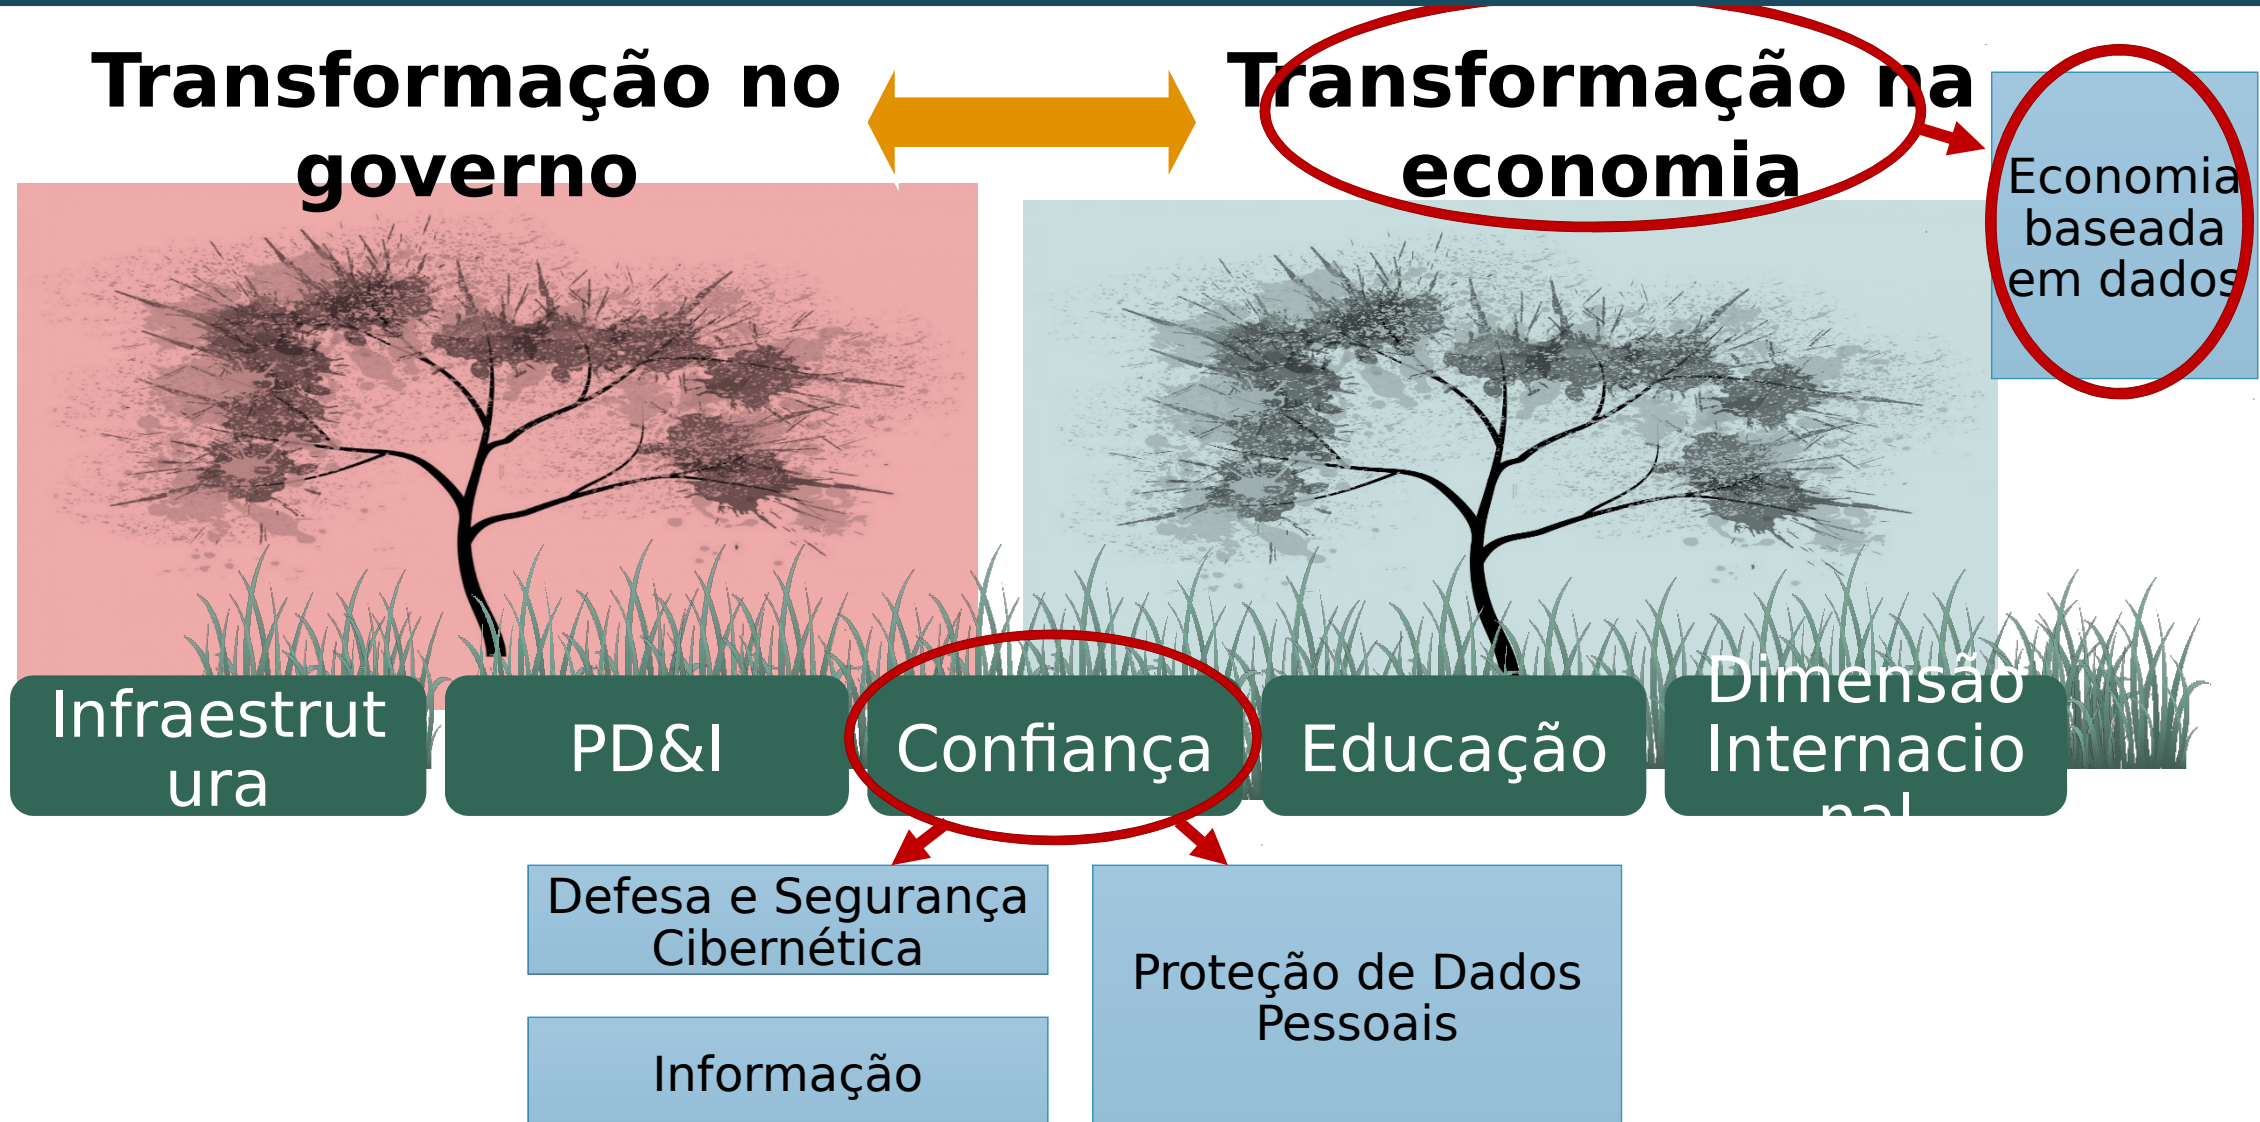 Transformação no
governo
Transformação na
economia
Economia
baseada
em dados
Infraestrut
ura
PD&I
Confiança
Educação
Dimensão
Internacio
nal
Defesa e Segurança
Cibernética
Informação
Proteção de Dados
Pessoais